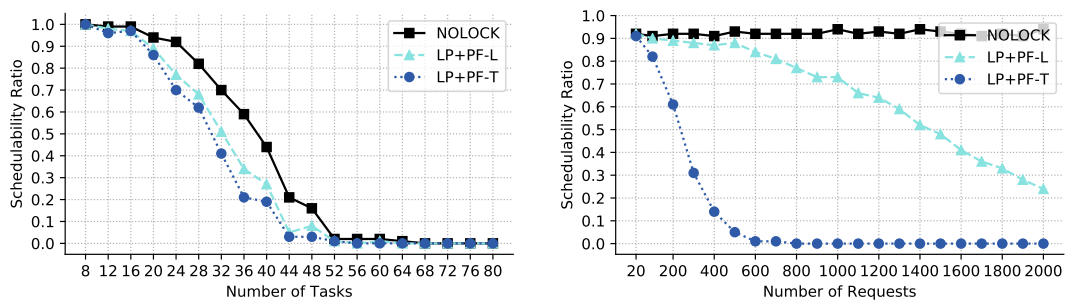 1.0
0.9
0.8
0.7
0.6
0.5
0.4
0.3
0.2
0.1
0.0
Schedulability Ratio
8 12 16 20 24 28 32 36 40 44 48 52 56 60 64 68 72 76 80
Number of Tasks
NOLOCK
LP+PF-L
LP+PF-T
1.0
0.9
0.8
0.7
0.6
0.5
0.4
0.3
0.2
0.1
0.0
Schedulability Ratio
20 200 400 600 800 1000 1200 1400 1600 1800 2000
Number of Requests
NOLOCK
LP+PF-L
LP+PF-T